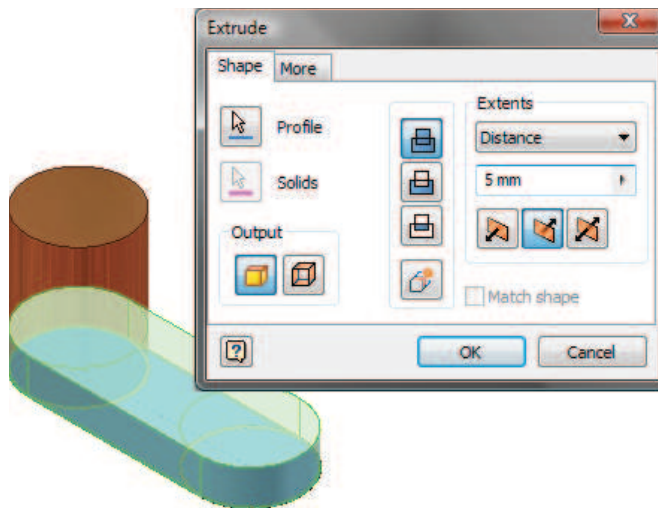 Extrude
Shape
More
Profile
Solids
Output
Extents
Distance
5 mm
Match shape
?
OK
Cancel